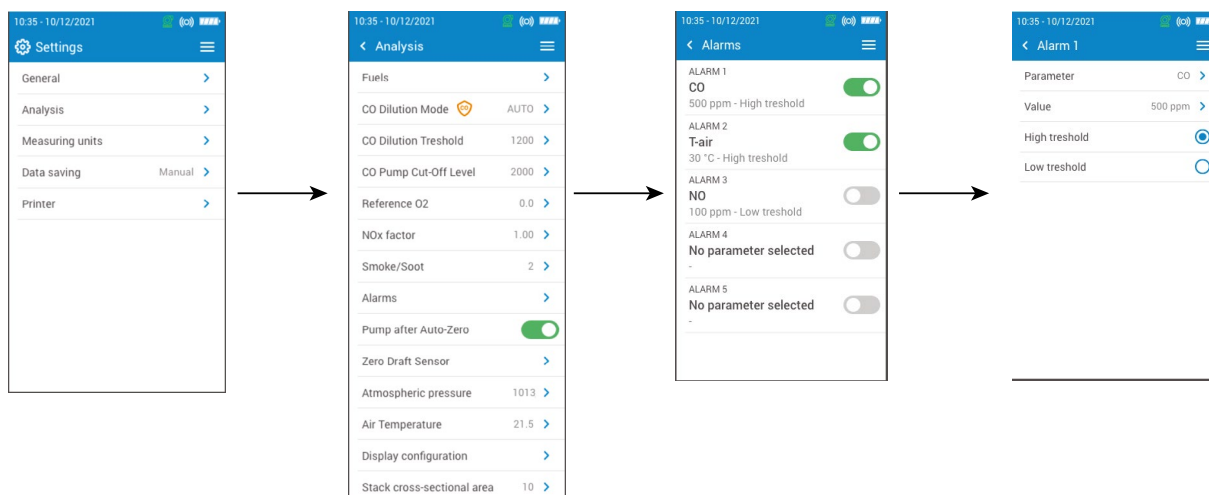 10:35 - 10/12/2021
Settings
General
Analysis
Measuring units
Data saving Manual
Printer
10:35 - 10/12/2021
Analysis
Fuels
CO Dilution Mode CO AUTO
CO Dilution Treshold 1200
CO Pump Cut-Off Level 2000
Reference O2 0.0
NOx factor 1.00
Smoke/Soot 2
Alarms
Pump after Auto-Zero
Zero Draft Sensor
Atmospheric pressure 1013
Air Temperature 21.5
Display configuration
Stack cross-sectional area 10
10:35 - 10/12/2021
Alarms
ALARM 1
CO
500 ppm - High treshold
ALARM 2
T-air
30 °C - High treshold
ALARM 3
NO
100 ppm - Low treshold
ALARM 4
No parameter selected
-
ALARM 5
No parameter selected
-
10:35 - 10/12/2021
Alarm 1
Parameter CO
Value 500 ppm
High treshold
Low treshold